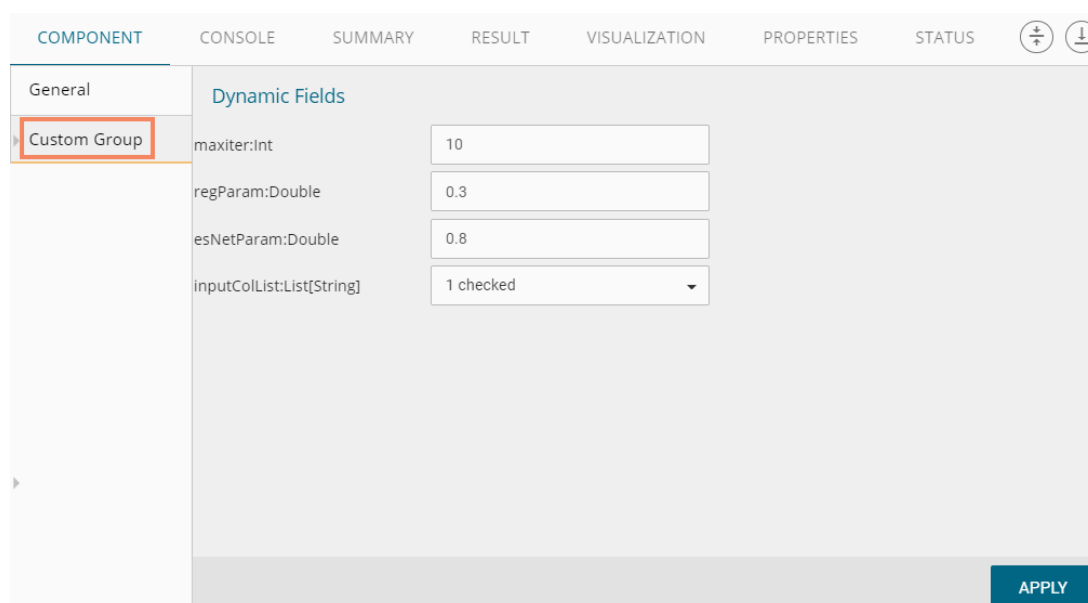 COMPONENT CONSOLE SUMMARY RESULT VISUALIZATION PROPERTIES STATUS
General
Custom Group
Dynamic Fields
maxiter:Int 10
regParam:Double 0.3
esNetParam:Double 0.8
inputColList:List[String] 1 checked
APPLY